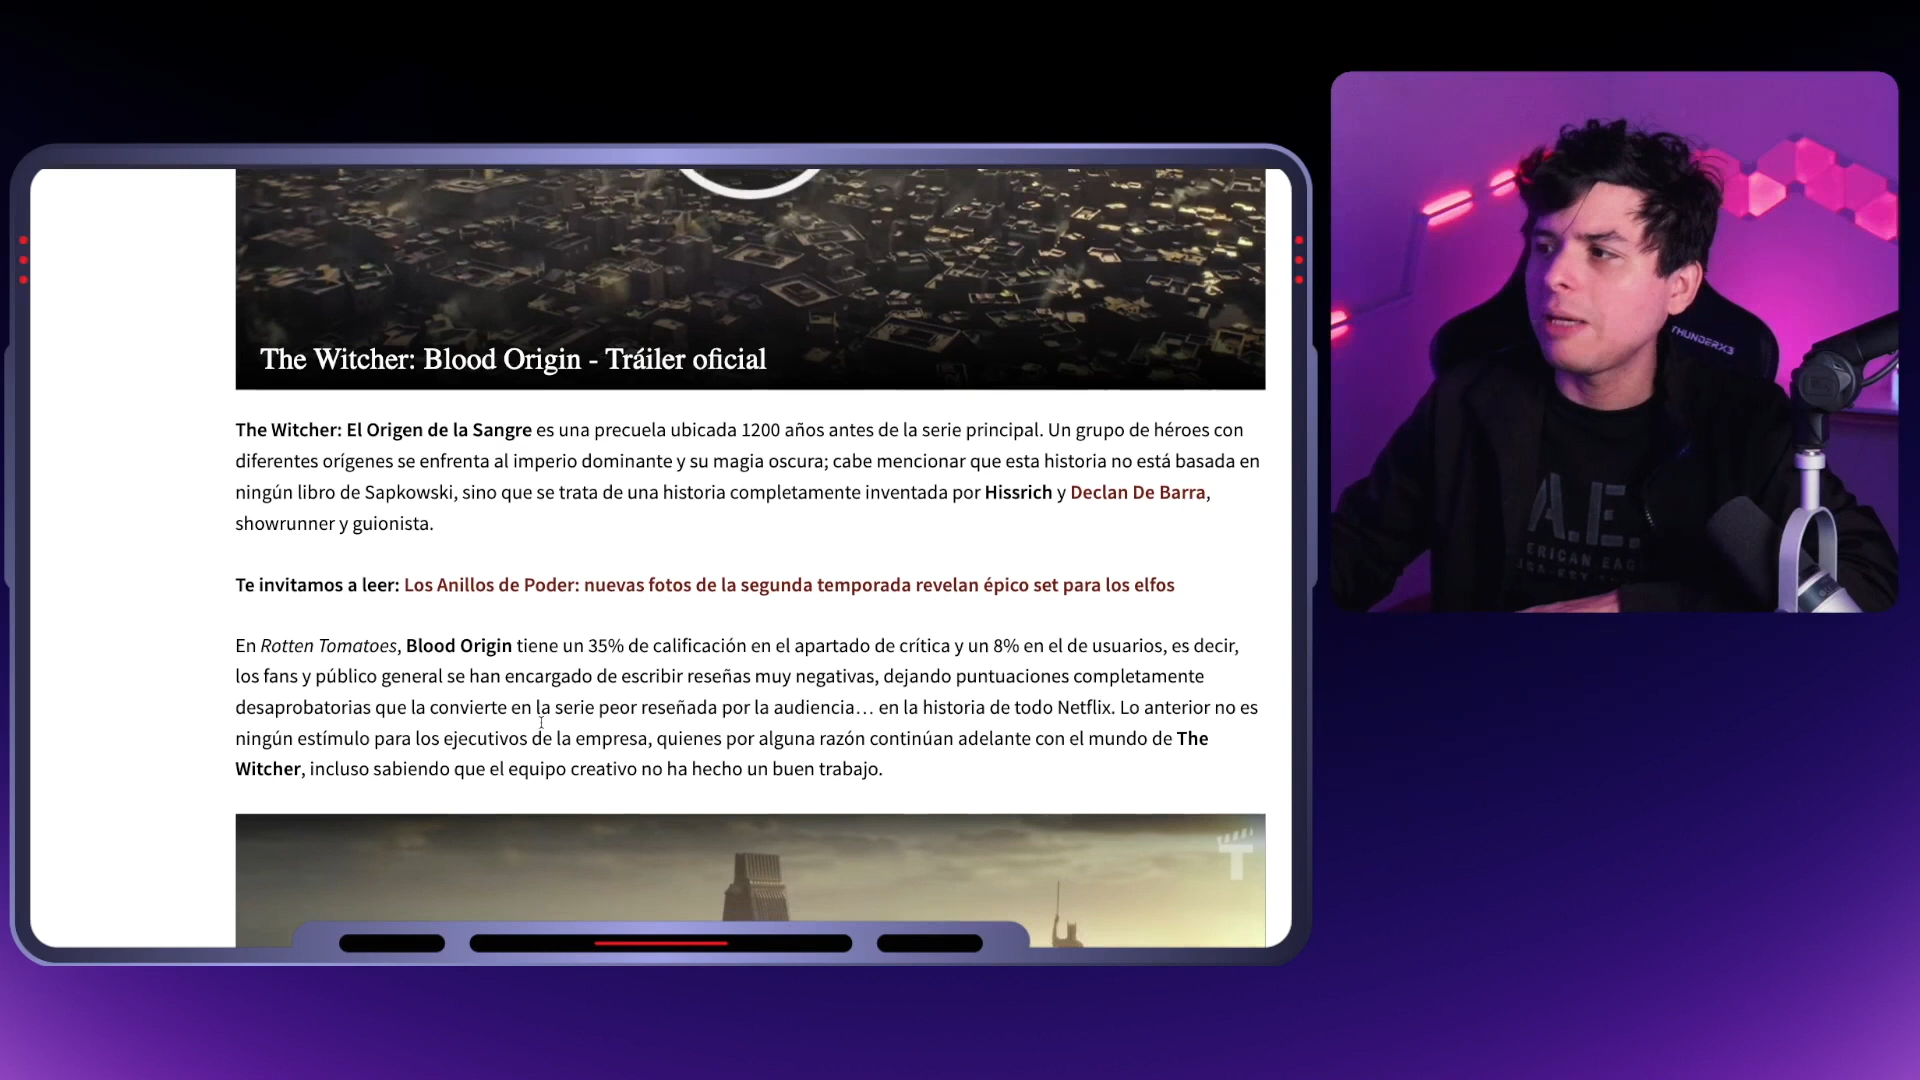 The Witcher: Blood Origin - Tráiler oficial
The Witcher: El Origen de la Sangre es una precuela ubicada 1200 años antes de la serie principal. Un grupo de héroes con
diferentes orígenes se enfrenta al imperio dominante y su magia oscura; cabe mencionar que esta historia no está basada en
ningún libro de Sapkowski, sino que se trata de una historia completamente inventada por Hissrich y Declan De Barra,
showrunner y guionista.
Te invitamos a leer: Los Anillos de Poder: nuevas fotos de la segunda temporada revelan épico set para los elfos
En Rotten Tomatoes, Blood Origin tiene un 35% de calificación en el apartado de crítica y un 8% en el de usuarios, es decir,
los fans y público general se han encargado de escribir reseñas muy negativas, dejando puntuaciones completamente
desaprobatorias que la convierte en la serie peor reseñada por la audiencia… en la historia de todo Netflix. Lo anterior no es
ningún estímulo para los ejecutivos de la empresa, quienes por alguna razón continúan adelante con el mundo de The
Witcher, incluso sabiendo que el equipo creativo no ha hecho un buen trabajo.
T
THUNDERX3
A.E.
ERICAN EAG